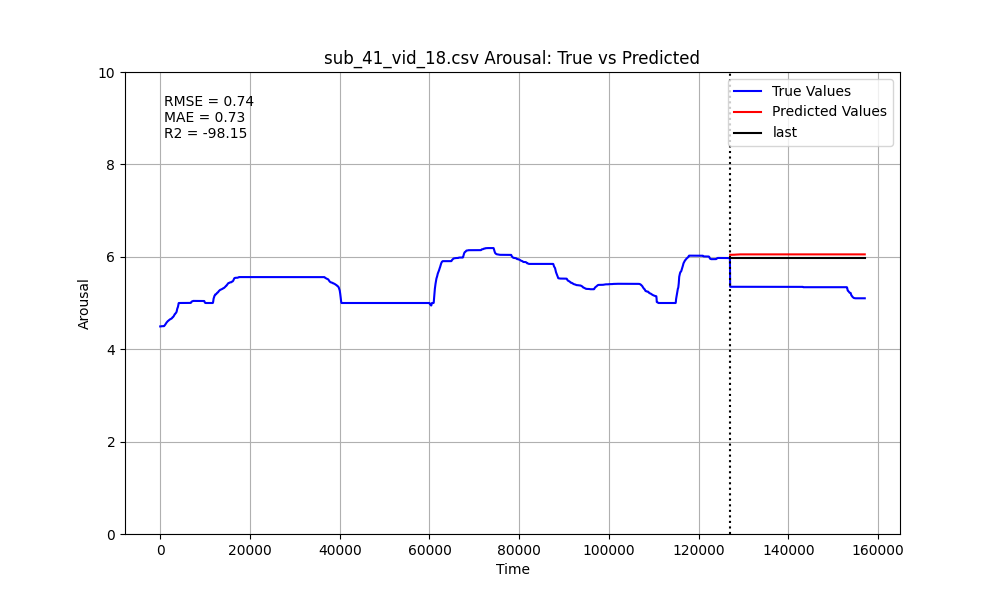 sub_41_vid_18.csv Arousal: True vs Predicted
RMSE = 0.74
MAE = 0.73
R2 = -98.15
True Values
Predicted Values
last
10
8
6
4
2
0
Arousal
0 20000 40000 60000 80000 100000 120000 140000 160000
Time